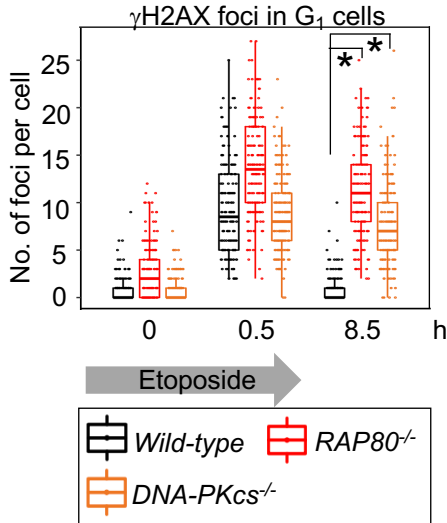 γH2AX foci in G₁ cells
No. of foci per cell
25
20
15
10
5
0
* *
0 0.5 8.5 h
Etoposide
Wild-type RAP80⁻/⁻
DNA-PKcs⁻/⁻